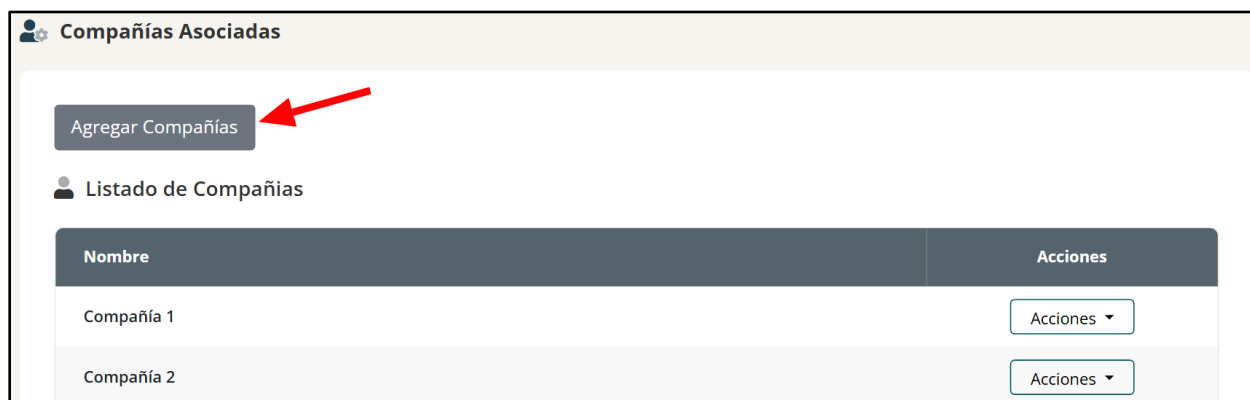 Compañías Asociadas
Agregar Compañías
Listado de Compañias
Nombre Acciones
Compañía 1 Acciones
Compañía 2 Acciones